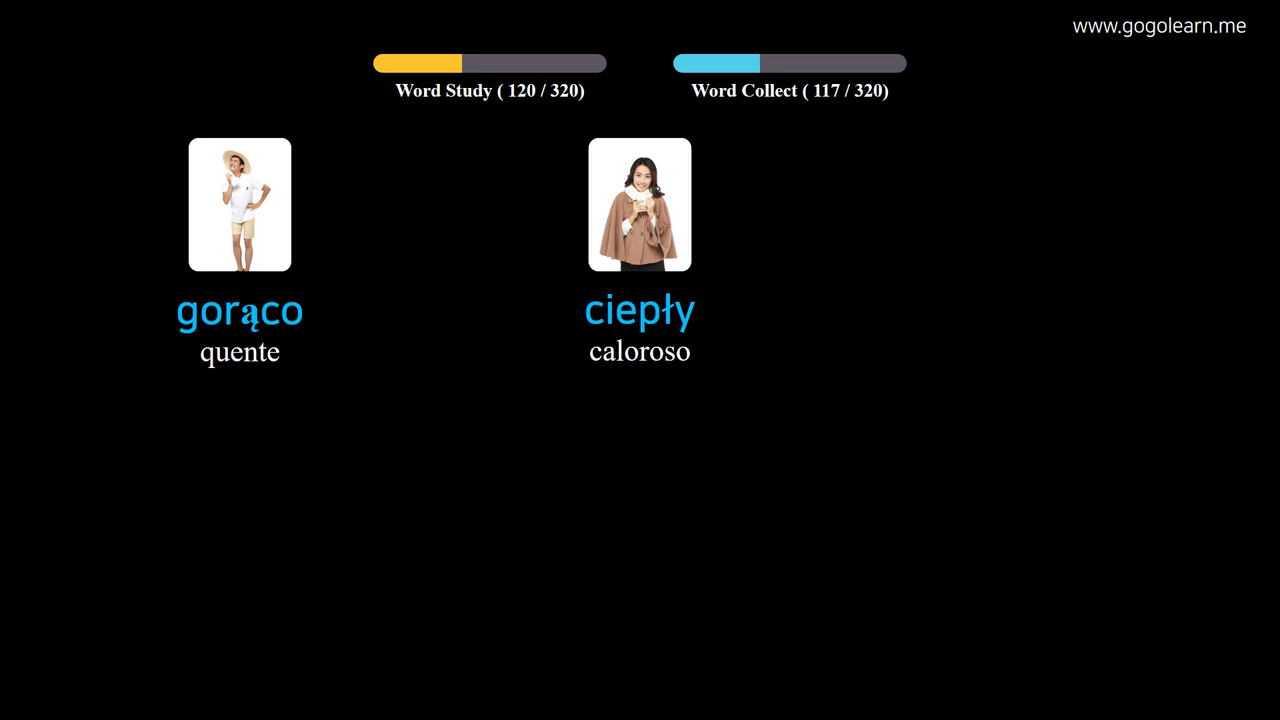 www.gogolearn.me
Word Study ( 120 / 320)
Word Collect ( 117 / 320)
gorąco
quente
ciepły
caloroso